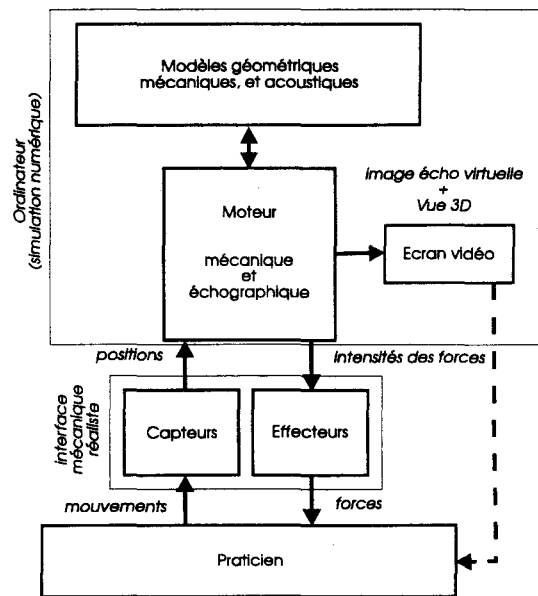 Modèles géométriques
mécaniques, et acoustiques
Ordinateur
(simulation numérique)
Image écho virtuelle
+
Vue 3D
Moteur
mécanique
et
échographique
Ecran vidéo
positions
intensités des forces
Interface
mécanique
réaliste
Capteurs
Effecteurs
mouvements
forces
Praticien